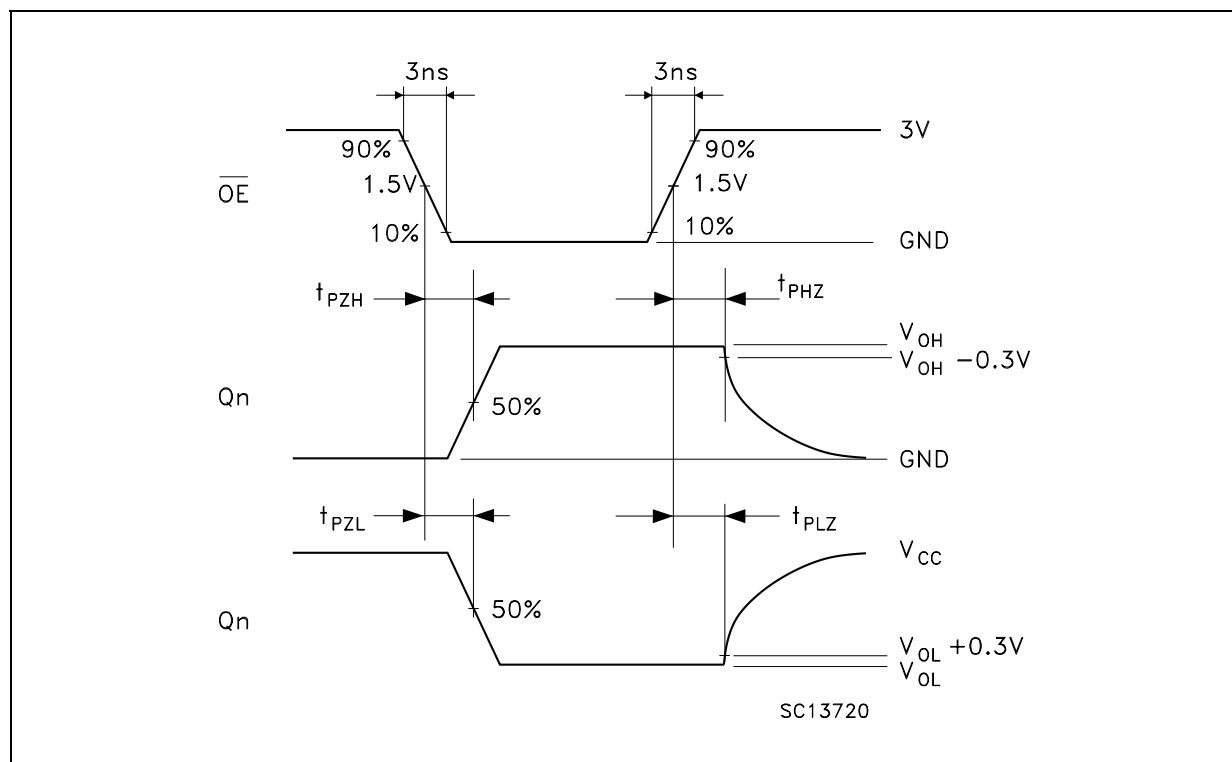 3ns 3ns
3V
90% 90%
OE 1.5V 1.5V
10% 10%
GND
tPZH tPHZ
VOH
VOH −0.3V
Qn 50%
GND
tPZL tPLZ
VCC
50%
Qn
VOL +0.3V
VOL
SC13720